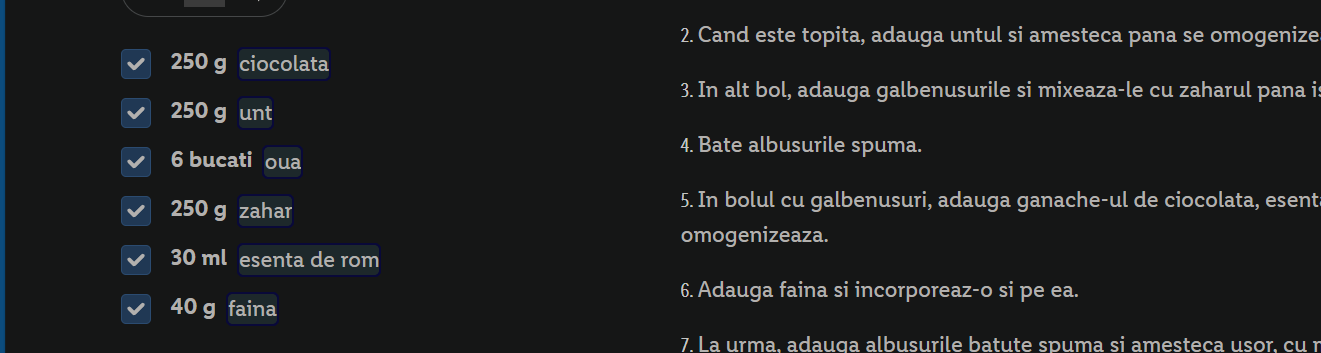 250 g ciocolata
250 g unt
6 bucati oua
250 g zahar
30 ml esenta de rom
40 g faina
2. Cand este topita, adauga untul si amesteca pana se omogenize
3. In alt bol, adauga galbenusurile si mixeaza-le cu zaharul pana
4. Bate albusurile spuma.
5. In bolul cu galbenusuri, adauga ganache-ul de ciocolata, esent
omogenizeaza.
6. Adauga faina si incorporeaz-o si pe ea.
7. La urma, adauga albusurile batute spuma si amesteca usor, cu